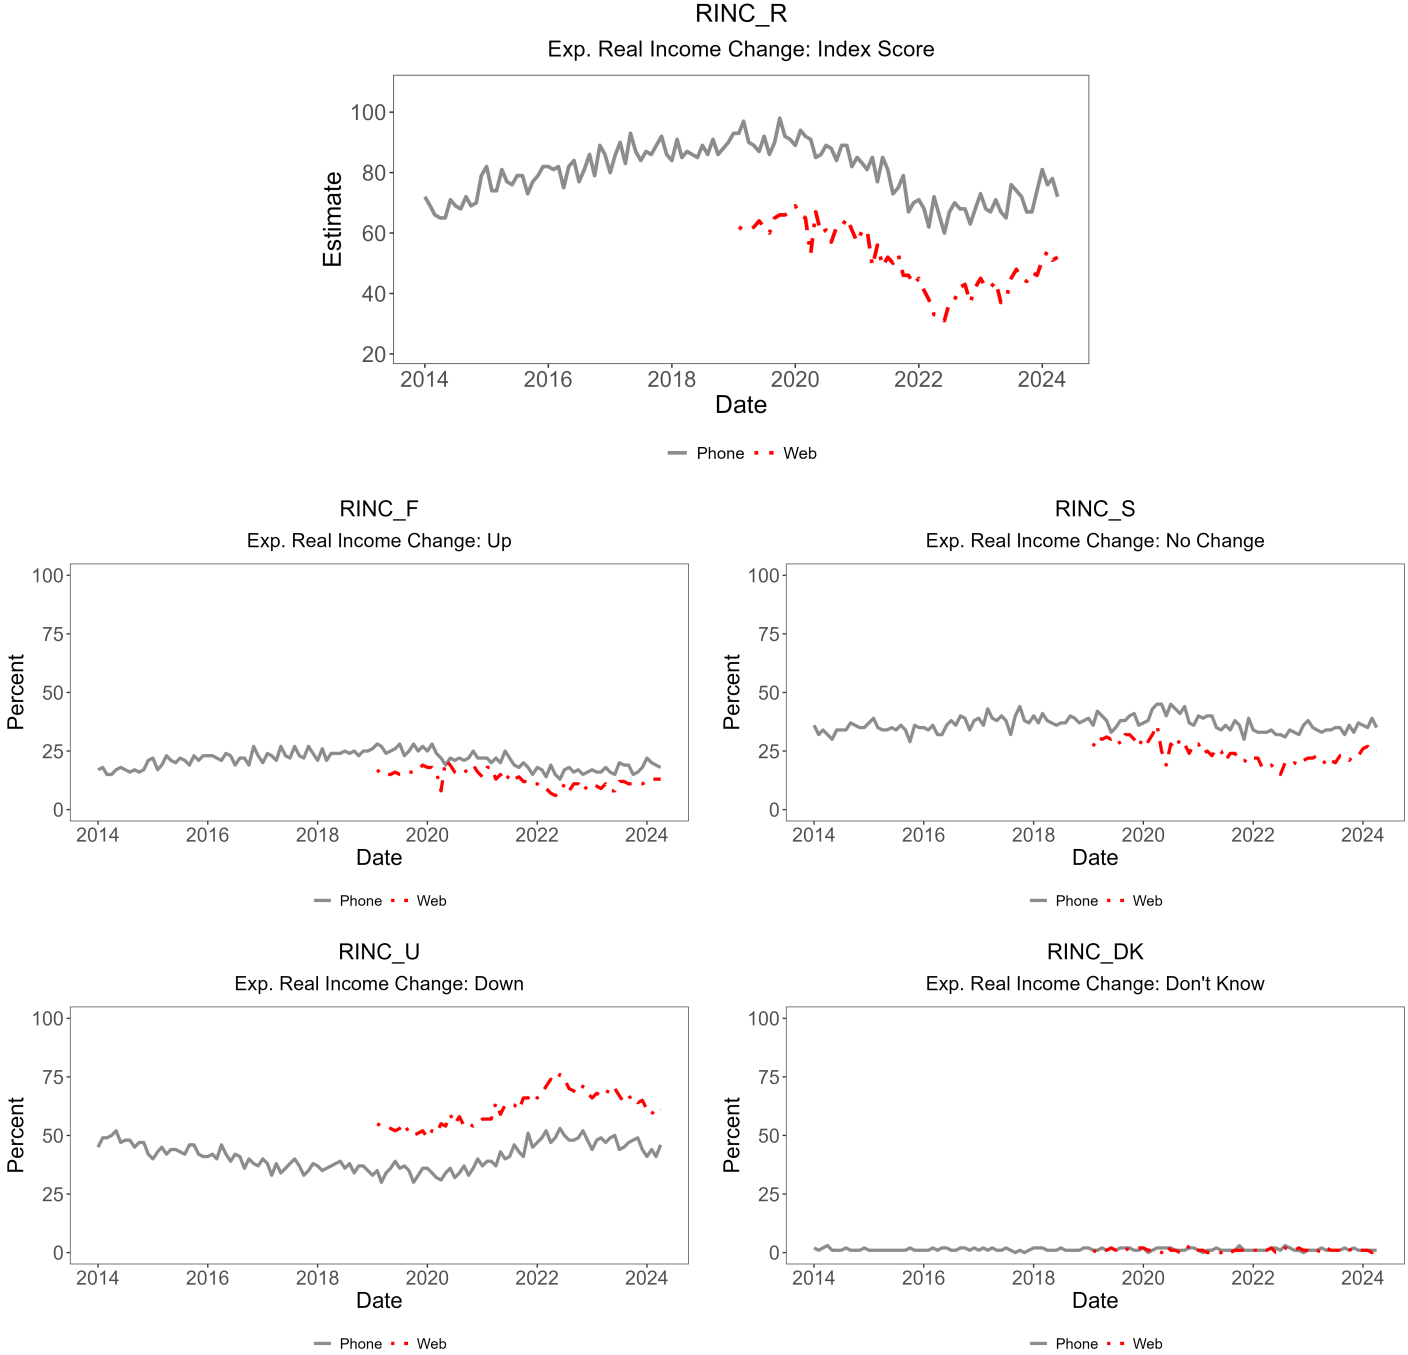 RINC_R
Exp. Real Income Change: Index Score
Estimate
100
80
60
40
20
2014 2016 2018 2020 2022 2024
Date
Phone Web
RINC_F
Exp. Real Income Change: Up
Percent
100
75
50
25
0
2014 2016 2018 2020 2022 2024
Date
Phone Web
RINC_S
Exp. Real Income Change: No Change
Percent
100
75
50
25
0
2014 2016 2018 2020 2022 2024
Date
Phone Web
RINC_U
Exp. Real Income Change: Down
Percent
100
75
50
25
0
2014 2016 2018 2020 2022 2024
Date
Phone Web
RINC_DK
Exp. Real Income Change: Don't Know
Percent
100
75
50
25
0
2014 2016 2018 2020 2022 2024
Date
Phone Web